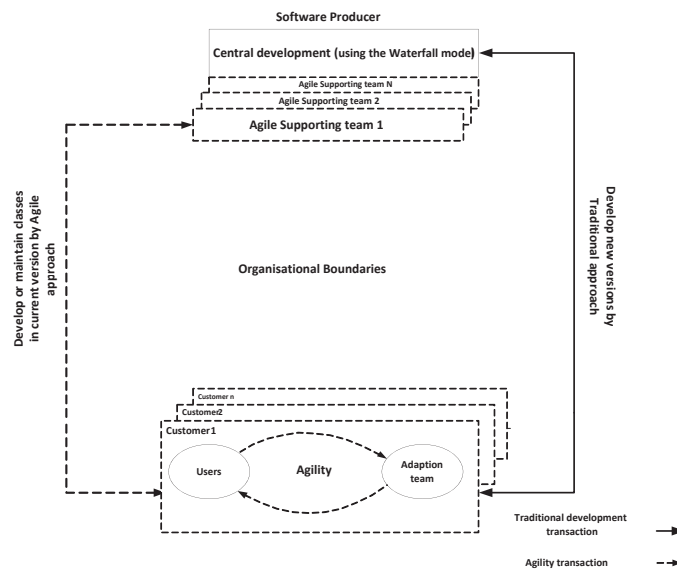 Software Producer
Central development (using the Waterfall mode)
Agile Supporting team N
Agile Supporting team 2
Agile Supporting team 1
Develop or maintain classes
in current version by Agile
approach
Develop new versions by
Traditional approach
Organisational Boundaries
Customer n
Customer2
Customer1
Users
Agility
Adaption
team
Traditional development
transaction
Agility transaction